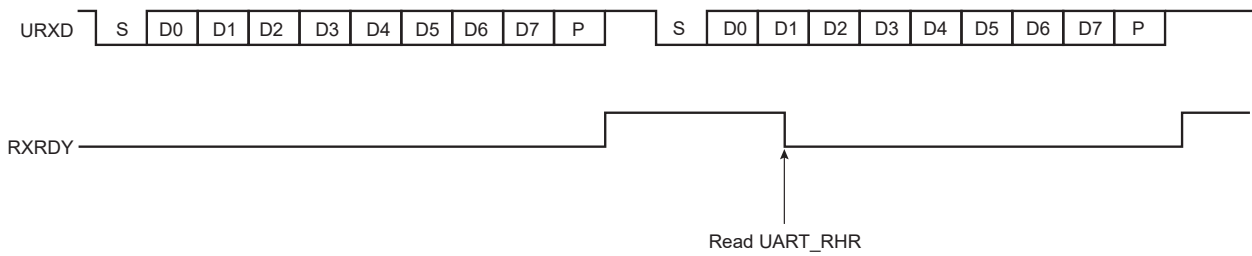 URXD S D0 D1 D2 D3 D4 D5 D6 D7 P S D0 D1 D2 D3 D4 D5 D6 D7 P
RXRDY
Read UART_RHR